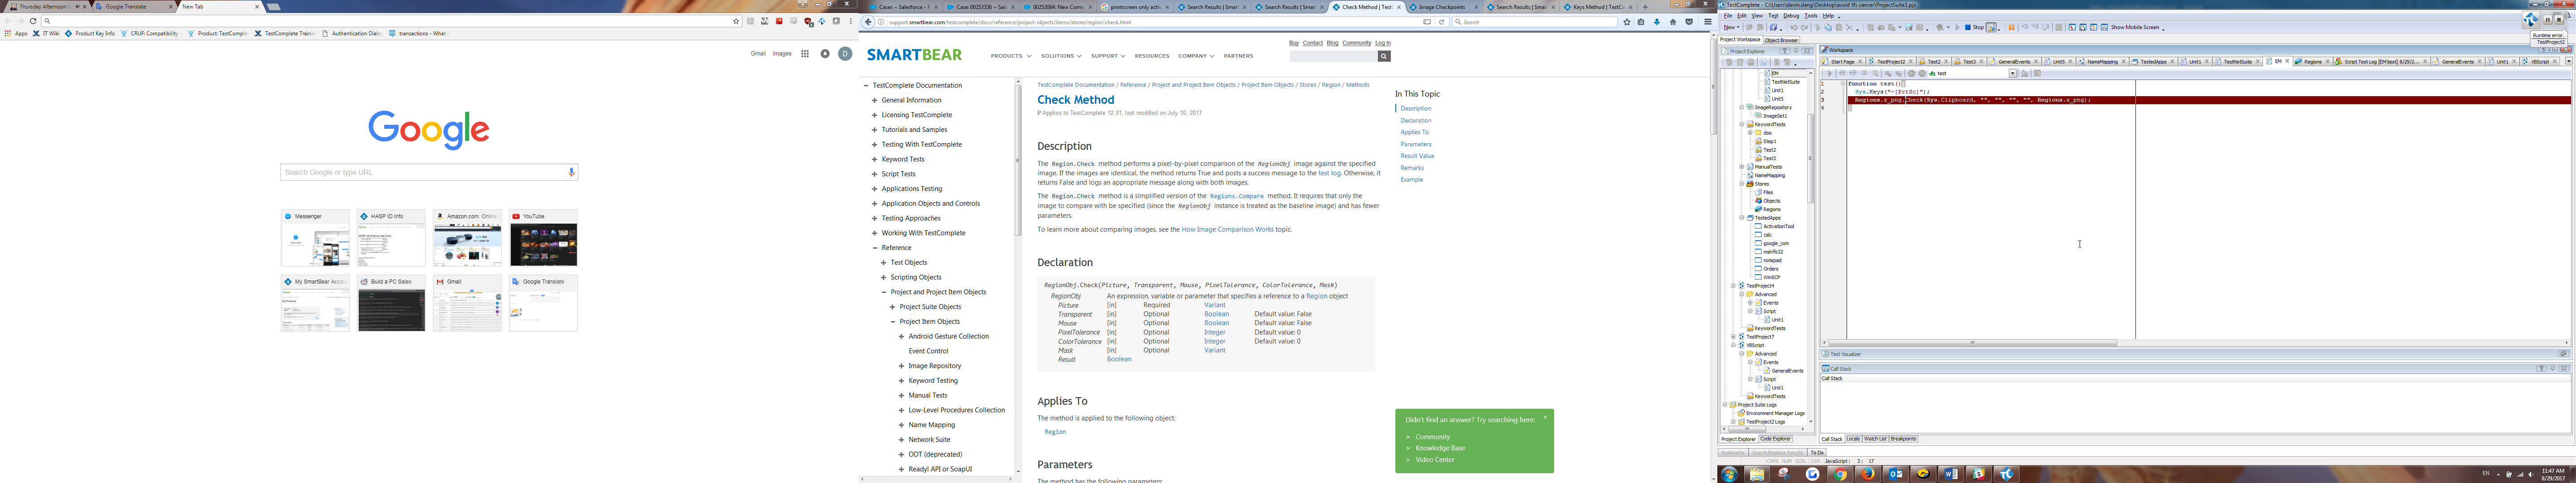 Thursday Afternoon
Google Translate
New Tab
Apps
IT Wiki
Product Key Info
CRUP: Compatibility
Product: TestComplete
TestComplete Trainin
Authentication Dialog
transactions - What i
Gmail
Images
D
Google
Search Google or type URL
Messenger
HASP ID Info
Amazon.com: Online
YouTube
My SmartBear Accou
Build a PC Sales
Gmail
Google Translate
Cases ~ Salesforce - P
Case: 00253336 ~ Sale
00252064: New Comm
printscreen only activ
Search Results | Smar
Search Results | Smar
Check Method | Test
Image Checkpoints
Search Results | Smar
Keys Method | TestCo
support.smartbear.com/testcomplete/docs/reference/project-objects/items/stores/region/check.html
Search
SMARTBEAR
PRODUCTS
SOLUTIONS
SUPPORT
RESOURCES
COMPANY
PARTNERS
Buy
Contact
Blog
Community
Log in
TestComplete Documentation
General Information
Licensing TestComplete
Tutorials and Samples
Testing With TestComplete
Keyword Tests
Script Tests
Applications Testing
Application Objects and Controls
Testing Approaches
Working With TestComplete
Reference
Test Objects
Scripting Objects
Project and Project Item Objects
Project Suite Objects
Project Item Objects
Android Gesture Collection
Event Control
Image Repository
Keyword Testing
Manual Tests
Low-Level Procedures Collection
Name Mapping
Network Suite
ODT (deprecated)
Ready! API or SoapUI
TestComplete Documentation / Reference / Project and Project Item Objects / Project Item Objects / Stores / Region / Methods
Check Method
Applies to TestComplete 12.31, last modified on July 10, 2017
Description
The Region.Check method performs a pixel-by-pixel comparison of the RegionObj image against the specified
image. If the images are identical, the method returns True and posts a success message to the test log. Otherwise, it
returns False and logs an appropriate message along with both images.
The Region.Check method is a simplified version of the Regions.Compare method. It requires that only the
image to compare with be specified (since the RegionObj instance is treated as the baseline image) and has fewer
parameters.
To learn more about comparing images, see the How Image Comparison Works topic.
Declaration
RegionObj.Check(Picture, Transparent, Mouse, PixelTolerance, ColorTolerance, Mask)
RegionObj An expression, variable or parameter that specifies a reference to a Region object
Picture [in] Required Variant
Transparent [in] Optional Boolean Default value: False
Mouse [in] Optional Boolean Default value: False
PixelTolerance [in] Optional Integer Default value: 0
ColorTolerance [in] Optional Integer Default value: 0
Mask [in] Optional Variant
Result Boolean
Applies To
The method is applied to the following object:
Region
Parameters
The method has the following parameters:
In This Topic
Description
Declaration
Applies To
Parameters
Result Value
Remarks
Example
Didn't find an answer? Try searching here:
> Community
> Knowledge Base
> Video Center
TestComplete - C:\Users\devin.dang\Desktop\avoid tfs cancer\ProjectSuite1.pjs
File Edit View Test Debug Tools Help
New
Stop
Show Mobile Screen
Runtime error.
TestProject2
Project Workspace
Object Browser
Project Explorer
EM
TestNetSuite
Unit1
Unit5
ImageRepository
ImageSet1
KeywordTests
doo
Step1
Test2
Test3
ManualTests
NameMapping
Stores
Files
Objects
Regions
TestedApps
ActivationTool
calc
google_com
msinfo32
notepad
Orders
WinSCP
TestProject4
Advanced
Events
Script
Unit1
KeywordTests
TestProject7
VBScript
Advanced
Events
GeneralEvents
Script
Unit1
KeywordTests
Project Suite Logs
Environment Manager Logs
TestProject2 Logs
Project Explorer
Code Explorer
Workspace
Start Page
TestProject2
Test2
Test3
GeneralEvents
Unit5
NameMapping
TestedApps
Unit1
TestNetSuite
EM
Regions
Script Test Log [EM\test] 8/29/2...
GeneralEvents
Unit1
VBScript
test
1 function test(){
2 Sys.Keys("~[PrtSc]");
3 Regions.z_png.Check(Sys.Clipboard, "", "", "", "", Regions.z_png);
4 }
Test Visualizer
Call Stack
Call Stack
Call Stack
Locals
Watch List
Breakpoints
Bookmarks
Search/Replace Results
To Do
CAPS NUM SCRL OVR JavaScript: 3: 17
EN
11:47 AM
8/29/2017